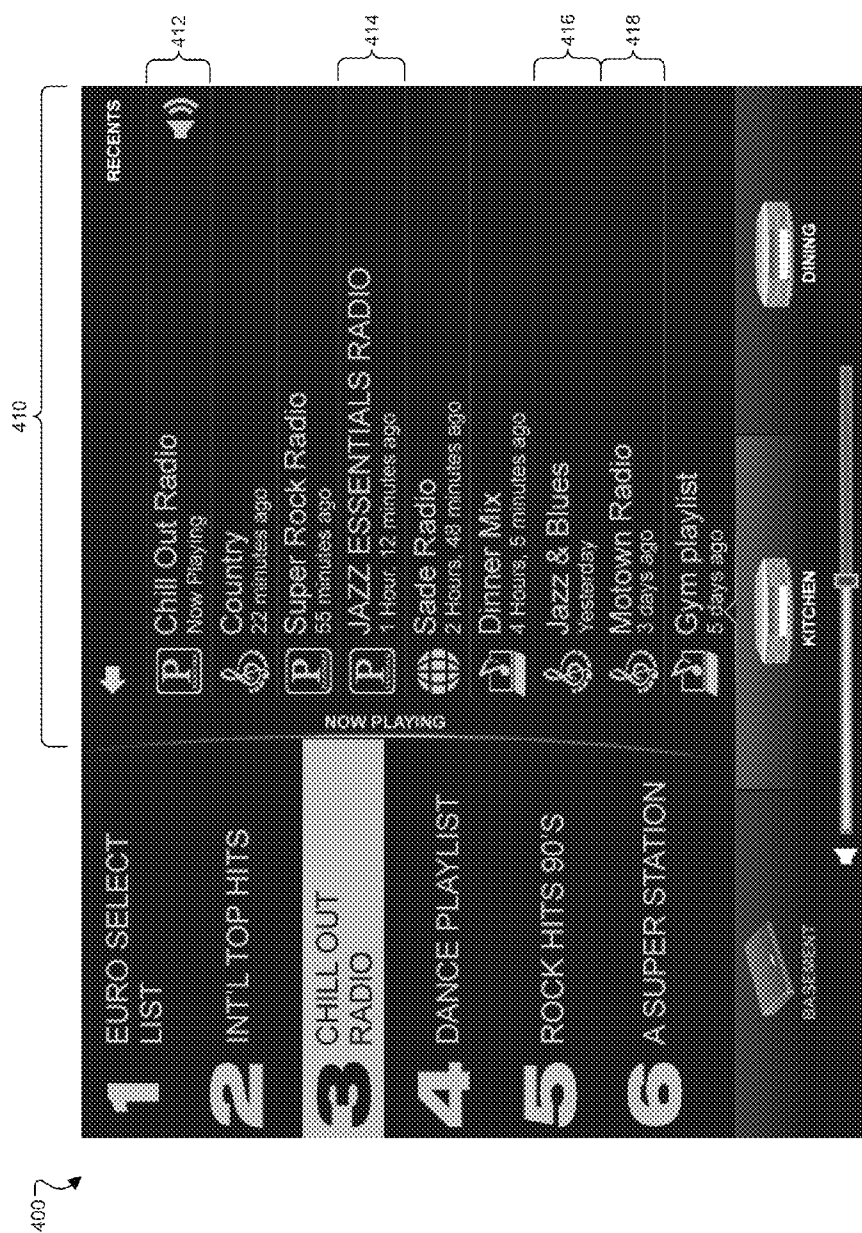 400
410
1
EURO SELECT
LIST
2
INT'L TOP HITS
3
CHILL OUT
RADIO
4
DANCE PLAYLIST
5
ROCK HITS 90'S
6
A SUPER STATION
NOW PLAYING
RECENTS
P
Chill Out Radio
Now Playing
412
Country
22 minutes ago
P
Super Rock Radio
55 minutes ago
P
JAZZ ESSENTIALS RADIO
1 Hour, 12 minutes ago
414
Sade Radio
2 Hours, 48 minutes ago
Dinner Mix
4 Hours, 5 minutes ago
Jazz & Blues
Yesterday
416
Motown Radio
3 days ago
418
Gym playlist
5 days ago
BASEMENT
KITCHEN
DINING